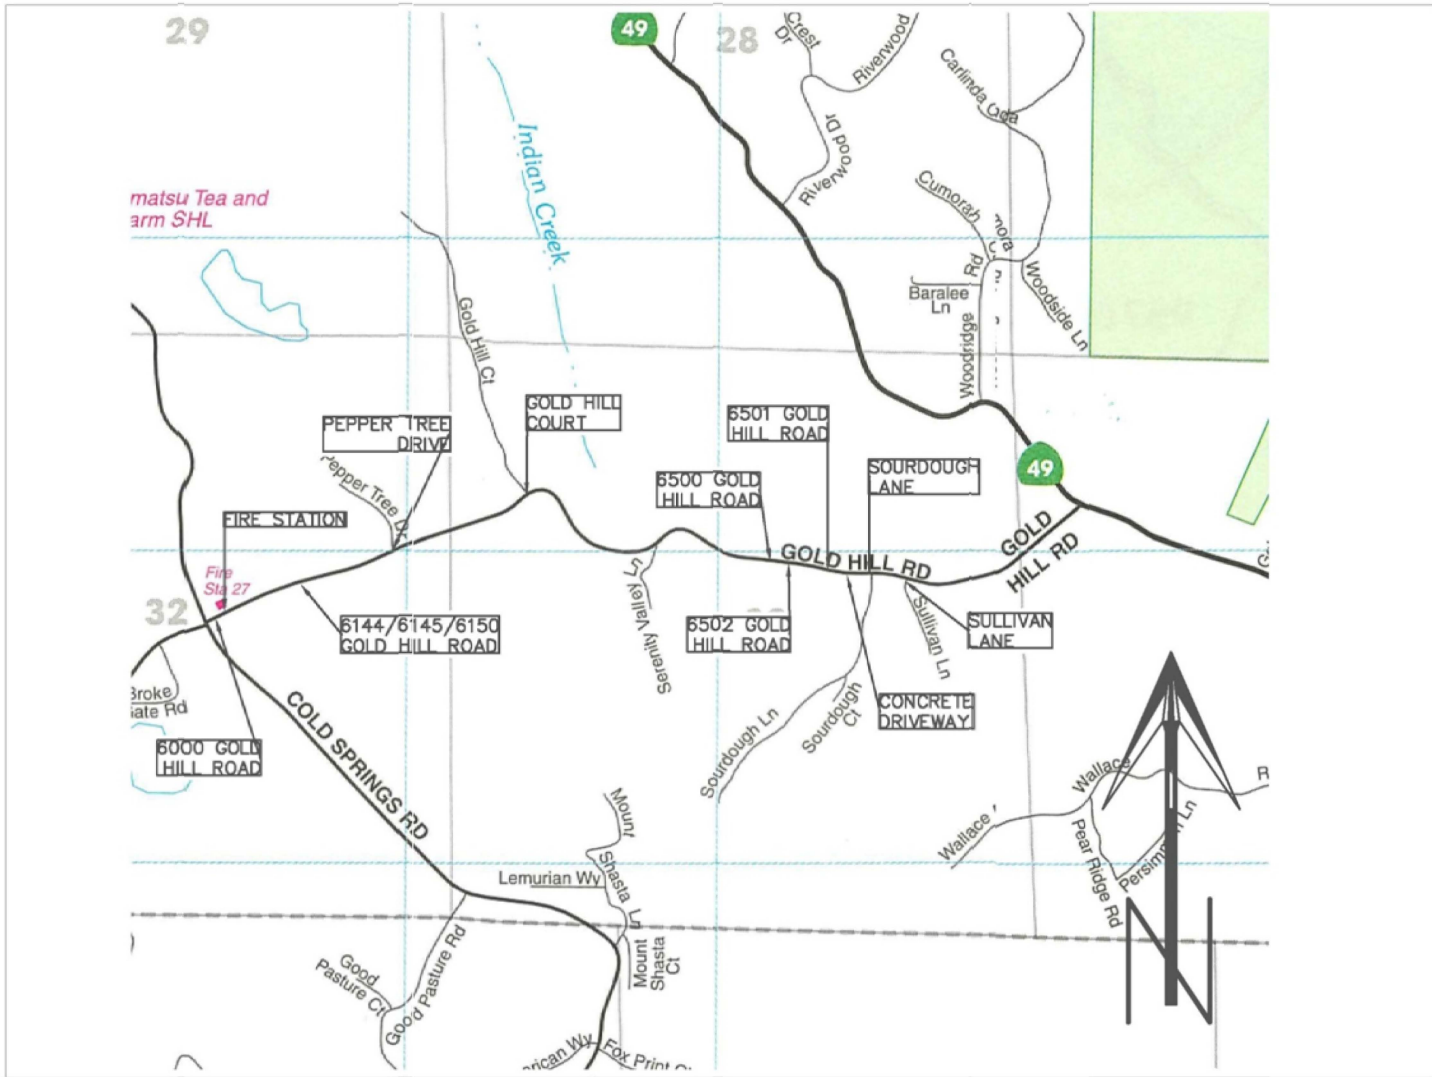 29
49
28
Crest
Dr
Riverwood
Riverwood Dr
Carlinda
Indian Creek
Cumorah
matsu Tea and
arm SHL
Rd
Baralee
Ln
Woodside Ln
Woodridge
Gold Hill Ct
GOLD HILL
COURT
PEPPER TREE
DRIVE
6501 GOLD
HILL ROAD
Pepper Tree Dr
6500 GOLD
HILL ROAD
SOURDOUGH
LANE
49
FIRE STATION
GOLD HILL RD
GOLD
HILL RD
Fire
Sta 27
32
6144/6145/6150
GOLD HILL ROAD
Serenity Valley Ln
6502 GOLD
HILL ROAD
Sullivan Ln
SULLIVAN
LANE
Broke
Gate Rd
6000 GOLD
HILL ROAD
COLD SPRINGS RD
Sourdough Ln
Sourdough
Ct
CONCRETE
DRIVEWAY
Wallace
R
Wallace
Pear Ridge Rd
Mount
Shasta Ln
Lemurian Wy
Mount
Shasta
Ct
Good
Pasture Ct
Good Pasture Rd
rican Wy
Fox Print
N